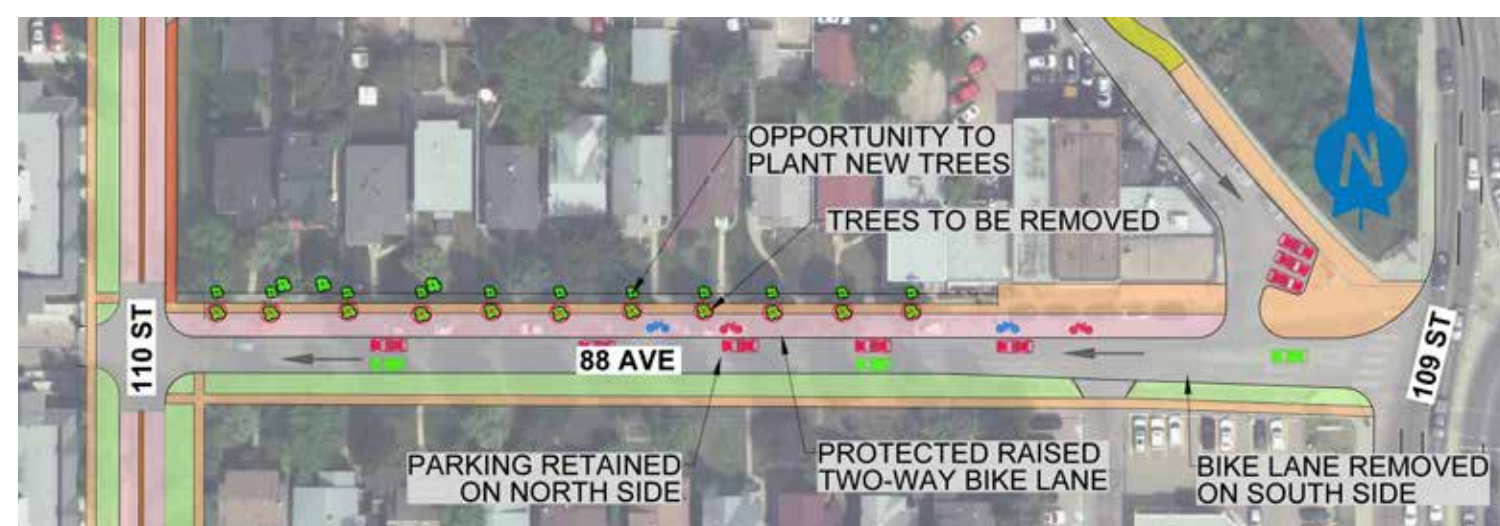 N
OPPORTUNITY TO
PLANT NEW TREES
TREES TO BE REMOVED
110 ST
88 AVE
109 ST
PARKING RETAINED
ON NORTH SIDE
PROTECTED RAISED
TWO-WAY BIKE LANE
BIKE LANE REMOVED
ON SOUTH SIDE